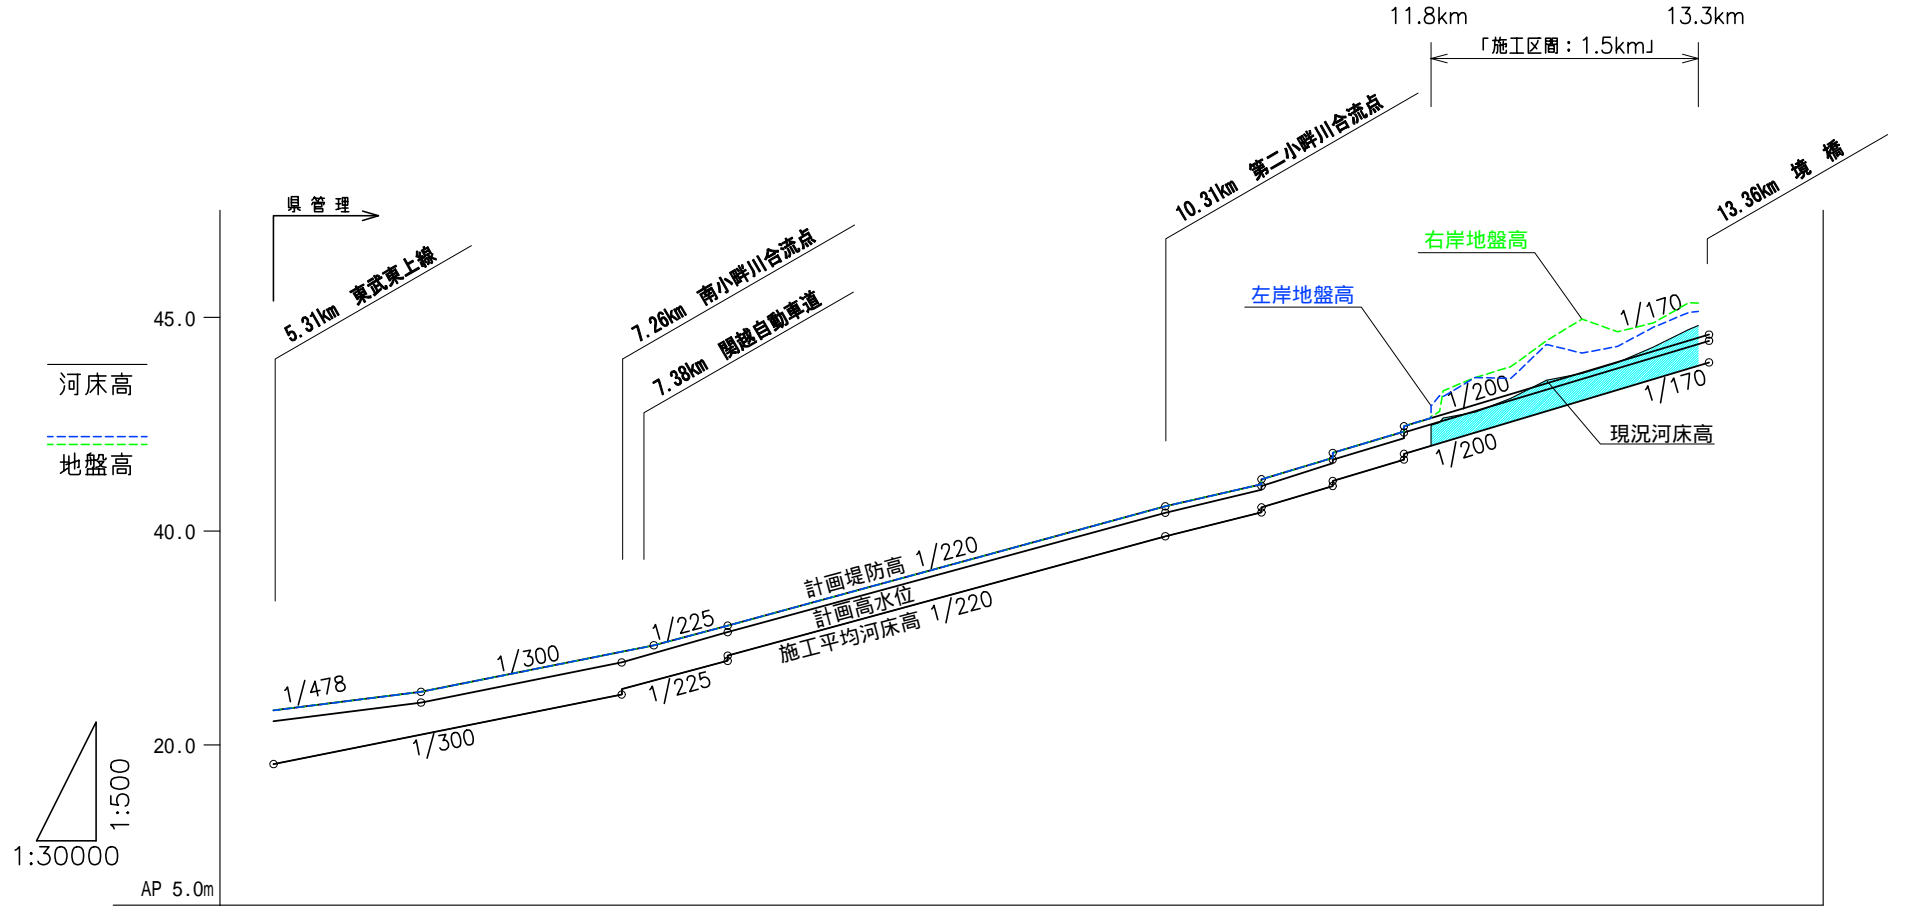 11.8km
13.3km
「施工区間：1.5km」
10.31km 第二小畔川合流点
13.36km 境 橋
県 管 理
5.31km 東武東上線
7.26km 南小畔川合流点
7.38km 関越自動車道
右岸地盤高
左岸地盤高
45.0
1/170
河床高
1/200
1/170
現況河床高
1/200
地盤高
40.0
計画堤防高 1/220
計画高水位
施工平均河床高 1/220
1/225
1/300
1/225
1/478
1/300
20.0
1:500
1:30000
AP 5.0m